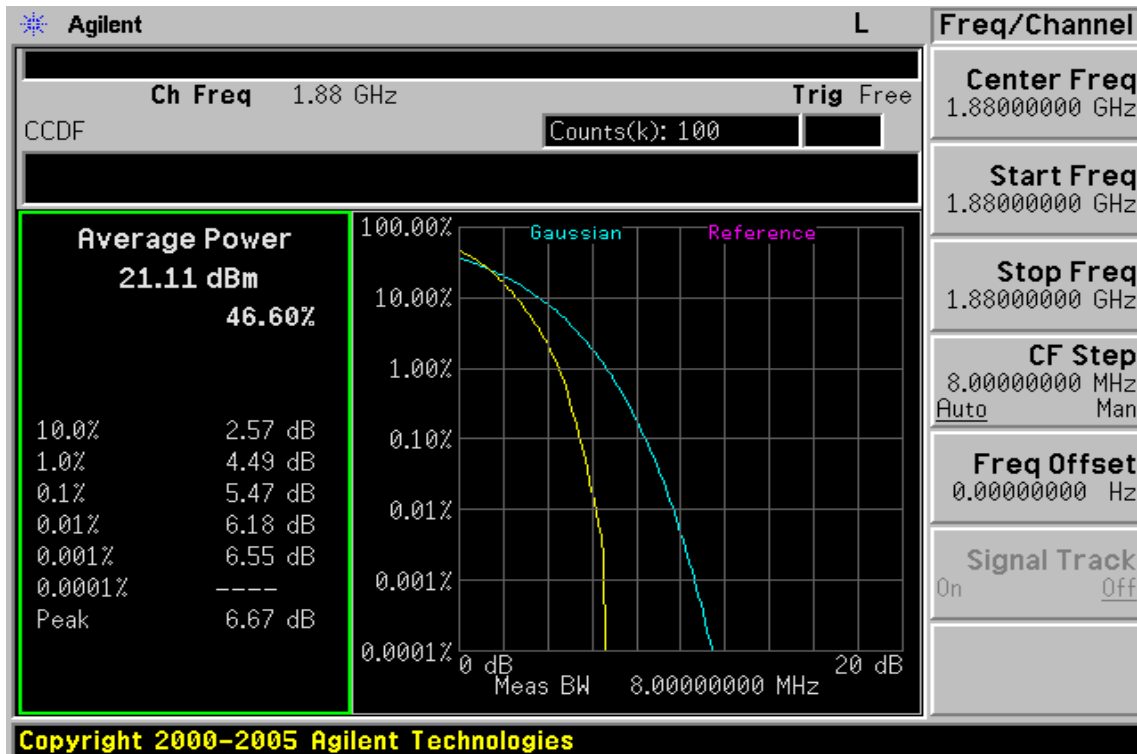 Agilent L
Ch Freq 1.88 GHz Trig Free
CCDF Counts(k): 100
Average Power
21.11 dBm
46.60%
10.0% 2.57 dB
1.0% 4.49 dB
0.1% 5.47 dB
0.01% 6.18 dB
0.001% 6.55 dB
0.0001% ----
Peak 6.67 dB
Gaussian Reference
100.00%
10.00%
1.00%
0.10%
0.01%
0.001%
0.0001%
0 dB 20 dB
Meas BW 8.00000000 MHz
Freq/Channel
Center Freq
1.88000000 GHz
Start Freq
1.88000000 GHz
Stop Freq
1.88000000 GHz
CF Step
8.00000000 MHz
Auto Man
Freq Offset
0.00000000 Hz
Signal Track
On Off
Copyright 2000-2005 Agilent Technologies